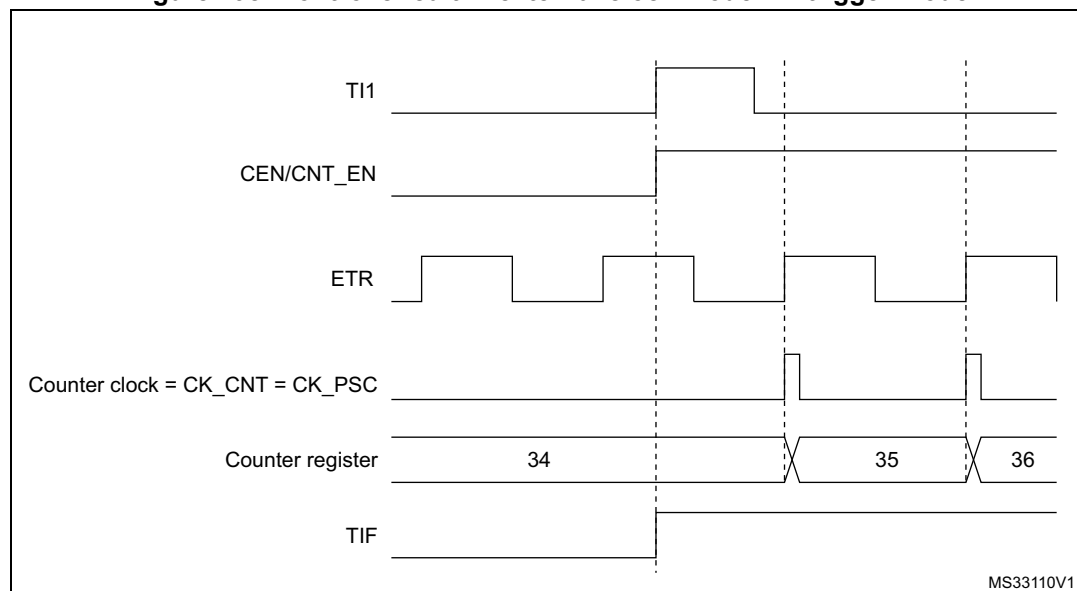 TI1
CEN/CNT_EN
ETR
Counter clock = CK_CNT = CK_PSC
Counter register 34 35 36
TIF
MS33110V1